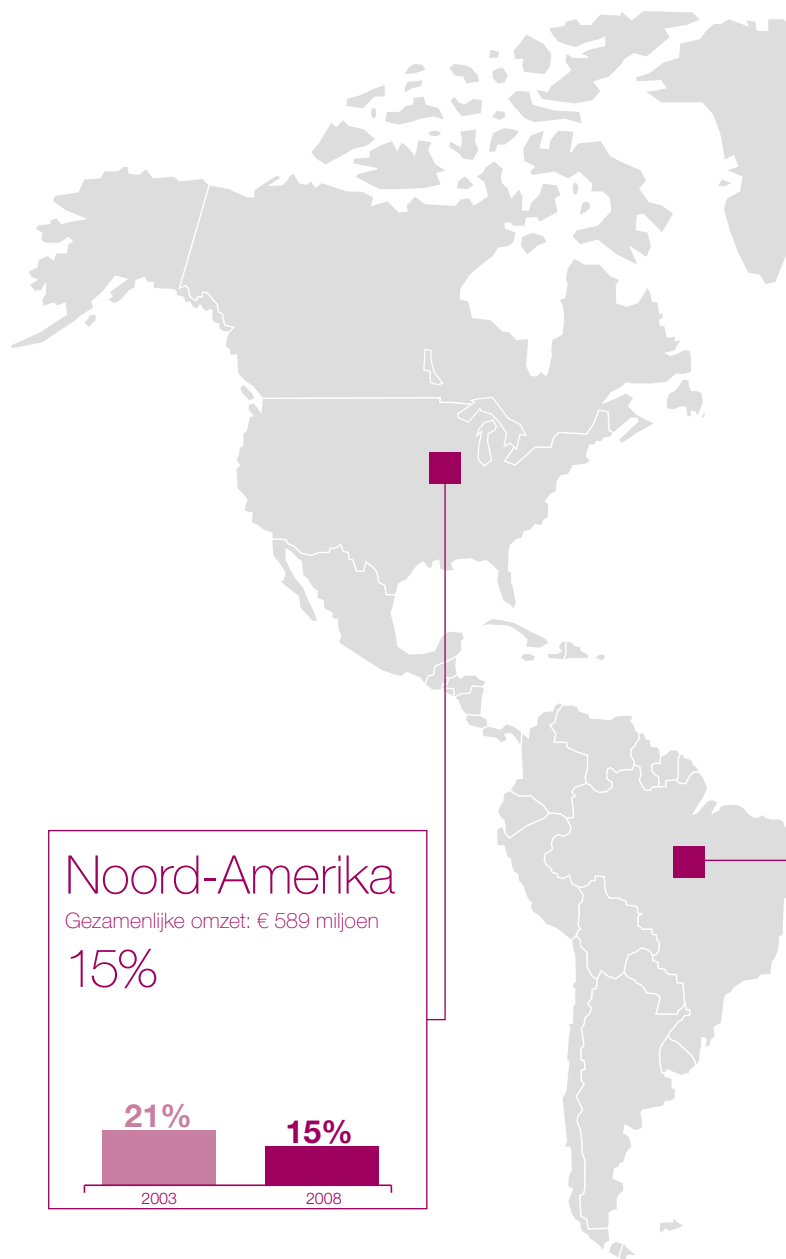 Noord-Amerika
Gezamenlijke omzet: € 589 miljoen
15%
21%
15%
2003
2008